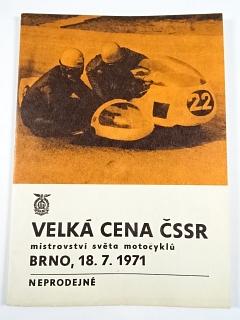 22
VELKÁ CENA ČSSR
mistrovství světa motocyklů
BRNO, 18. 7. 1971
NEPRODEJNÉ